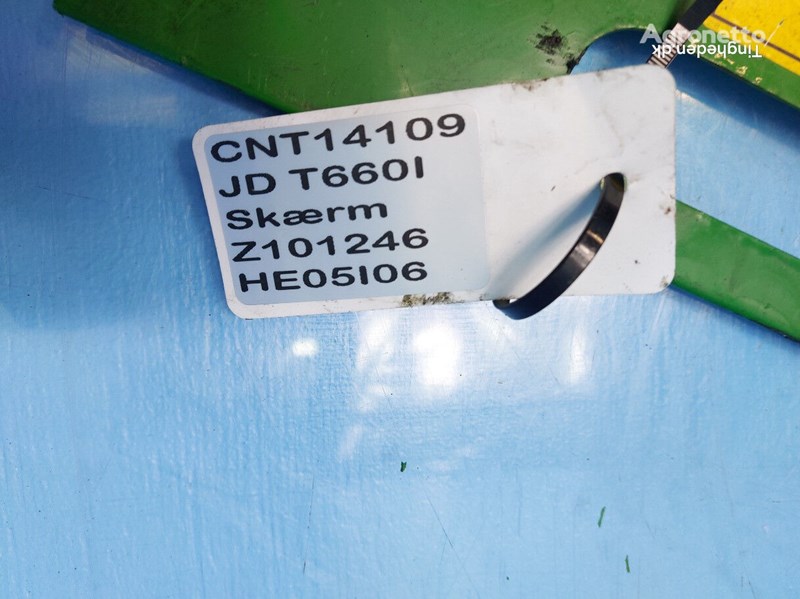 Agronetto
Tingheden.dk
CNT14109
JD T660I
Skærm
Z101246
HE05I06